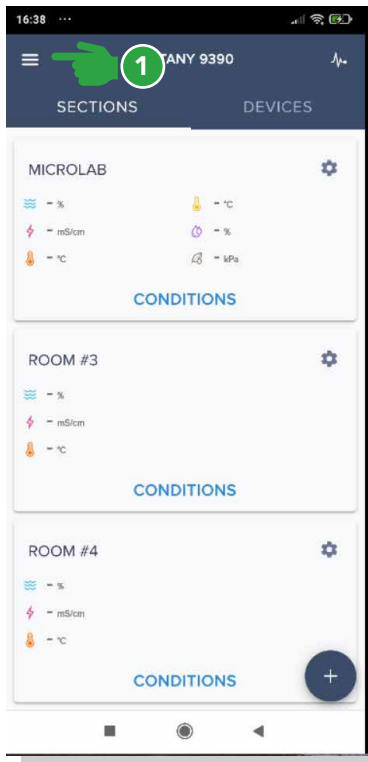 16:38 ...
1 TANY 9390
SECTIONS DEVICES
MICROLAB
- % - °C
- mS/cm - %
- °C - kPa
CONDITIONS
ROOM #3
- %
- mS/cm
- °C
CONDITIONS
ROOM #4
- %
- mS/cm
- °C
CONDITIONS +